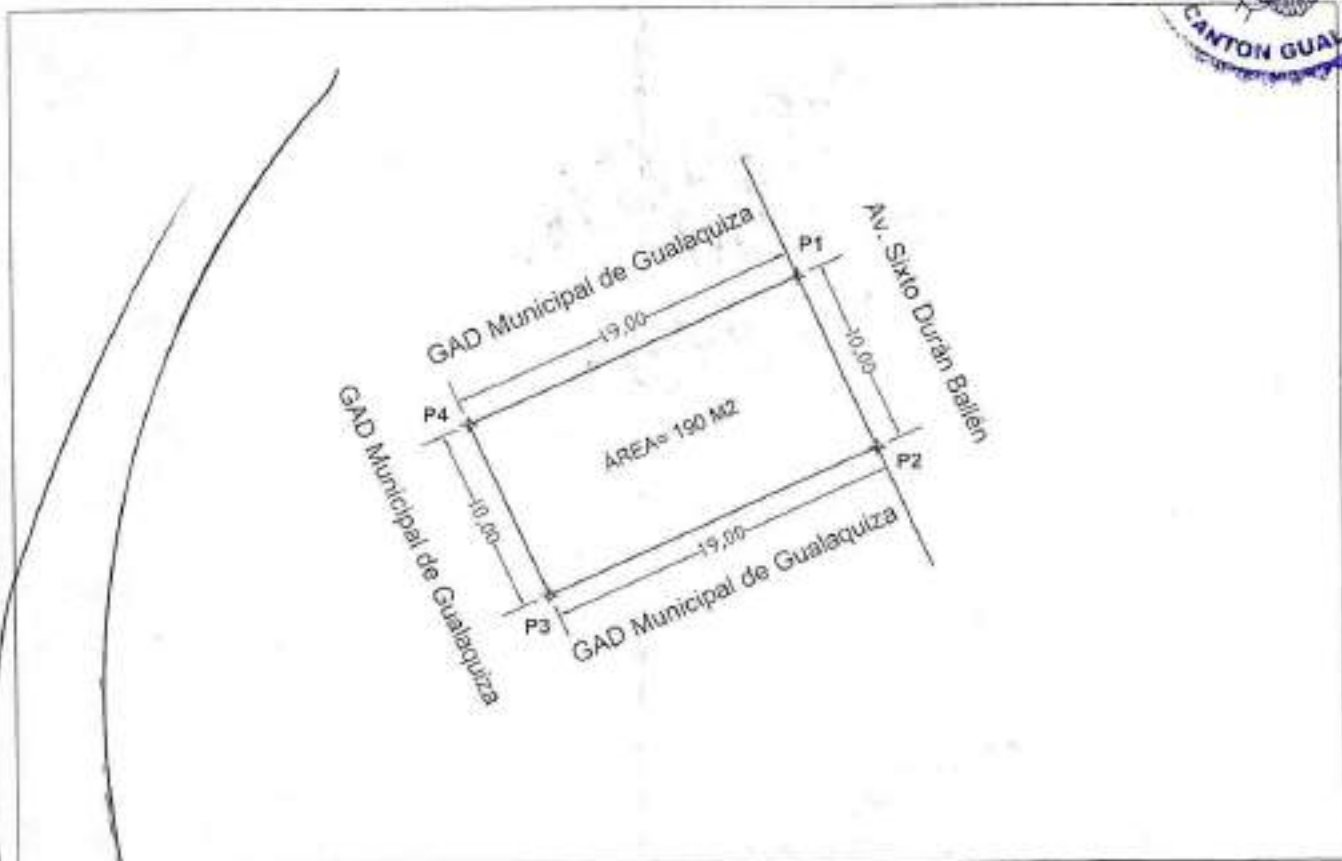 CANTON GUAL
GAD Municipal de Gualaquiza
P1
Av. Sixto Durán Ballén
19,00
10,00
P4
ÁREA= 190 M2
GAD Municipal de Gualaquiza
P2
10,00
19,00
P3
GAD Municipal de Gualaquiza